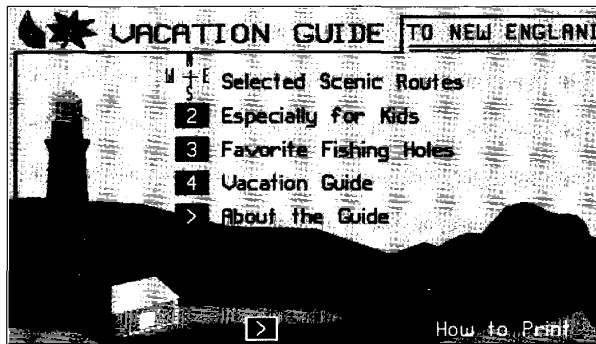 VACATION GUIDE TO NEW ENGLAND
N
W E Selected Scenic Routes
S
2 Especially for Kids
3 Favorite Fishing Holes
4 Vacation Guide
> About the Guide
> How to Print